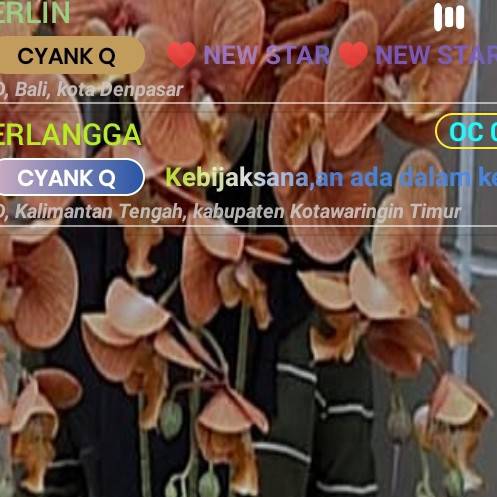 ERLIN
CYANK Q ❤️ NEW STAR ❤️ NEW STAR
D, Bali, kota Denpasar
ERLANGGA OC
CYANK Q Kebijaksana,an ada dalam ke
D, Kalimantan Tengah, kabupaten Kotawaringin Timur